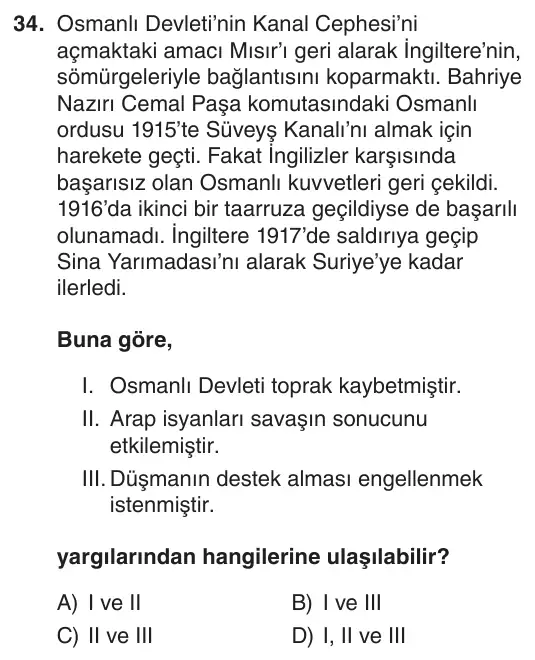 34. Osmanlı Devleti’nin Kanal Cephesi’ni
açmaktaki amacı Mısır’ı geri alarak İngiltere’nin,
sömürgeleriyle bağlantısını koparmaktı. Bahriye
Nazırı Cemal Paşa komutasındaki Osmanlı
ordusu 1915’te Süveyş Kanalı’nı almak için
harekete geçti. Fakat İngilizler karşısında
başarısız olan Osmanlı kuvvetleri geri çekildi.
1916’da ikinci bir taarruza geçildiyse de başarılı
olunamadı. İngiltere 1917’de saldırıya geçip
Sina Yarımadası’nı alarak Suriye’ye kadar
ilerledi.
Buna göre,
I. Osmanlı Devleti toprak kaybetmiştir.
II. Arap isyanları savaşın sonucunu
etkilemiştir.
III. Düşmanın destek alması engellenmek
istenmiştir.
yargılarından hangilerine ulaşılabilir?
A) I ve II B) I ve III
C) II ve III D) I, II ve III